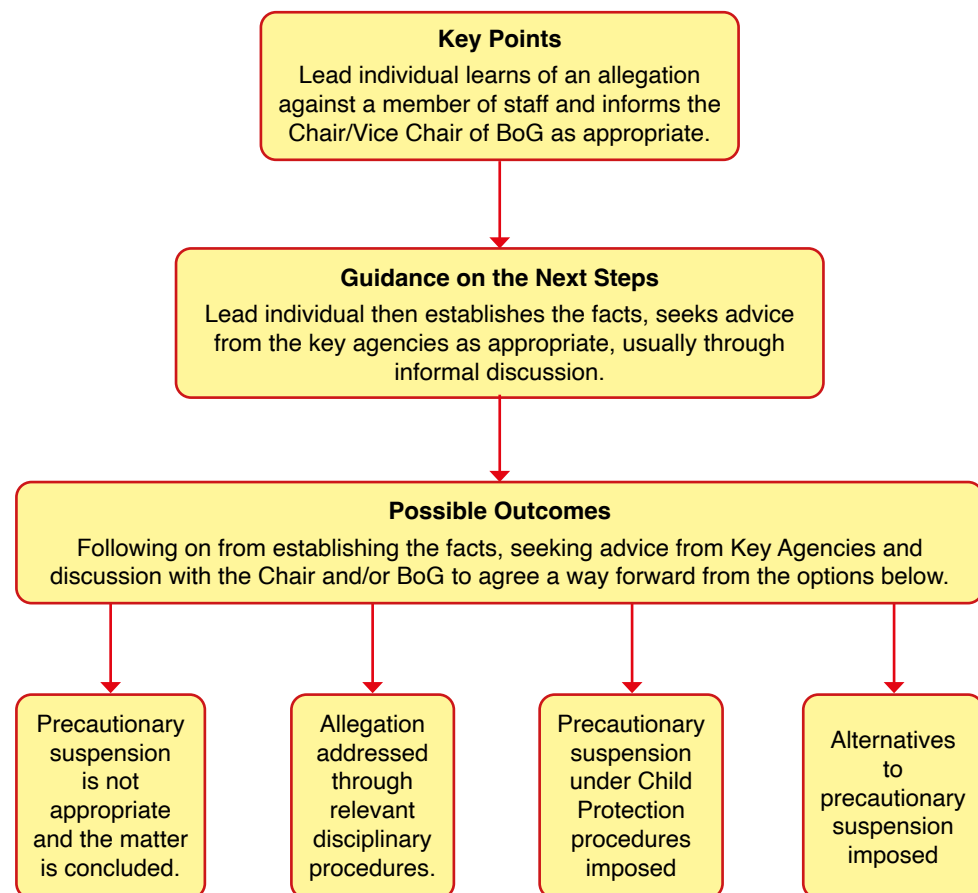 Key Points
Lead individual learns of an allegation
against a member of staff and informs the
Chair/Vice Chair of BoG as appropriate.
Guidance on the Next Steps
Lead individual then establishes the facts, seeks advice
from the key agencies as appropriate, usually through
informal discussion.
Possible Outcomes
Following on from establishing the facts, seeking advice from Key Agencies and
discussion with the Chair and/or BoG to agree a way forward from the options below.
Precautionary
suspension
is not
appropriate
and the matter
is concluded.
Allegation
addressed
through
relevant
disciplinary
procedures.
Precautionary
suspension
under Child
Protection
procedures
imposed
Alternatives
to
precautionary
suspension
imposed